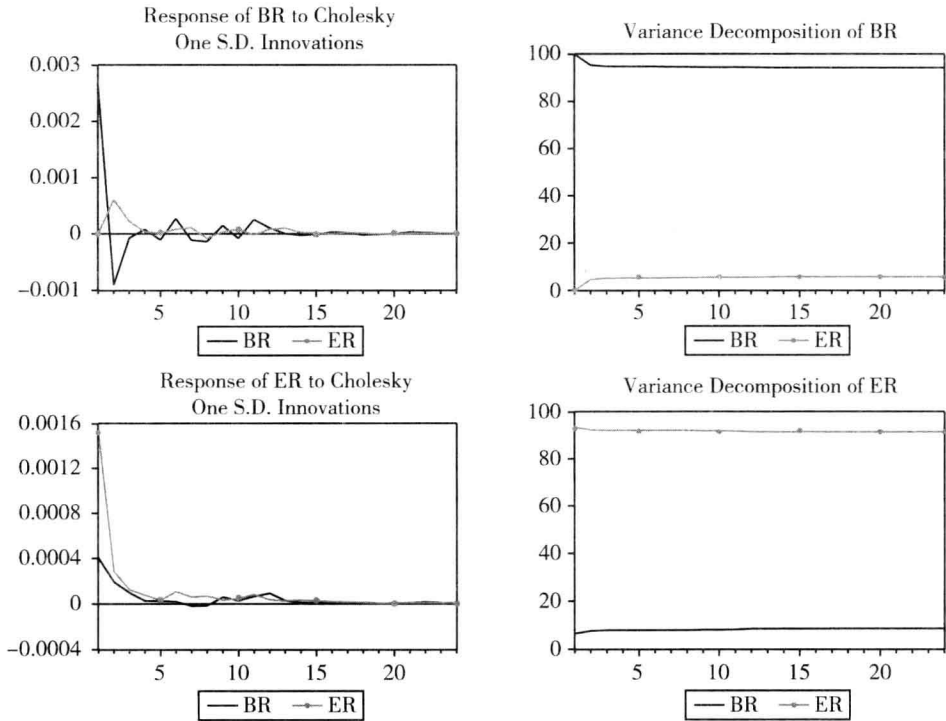 Response of BR to Cholesky
One S.D. Innovations
0.003
0.002
0.001
0
−0.001
5 10 15 20
BR ER
Variance Decomposition of BR
100
80
60
40
20
0
5 10 15 20
BR ER
Response of ER to Cholesky
One S.D. Innovations
0.0016
0.0012
0.0008
0.0004
0
−0.0004
5 10 15 20
BR ER
Variance Decomposition of ER
100
80
60
40
20
0
5 10 15 20
BR ER